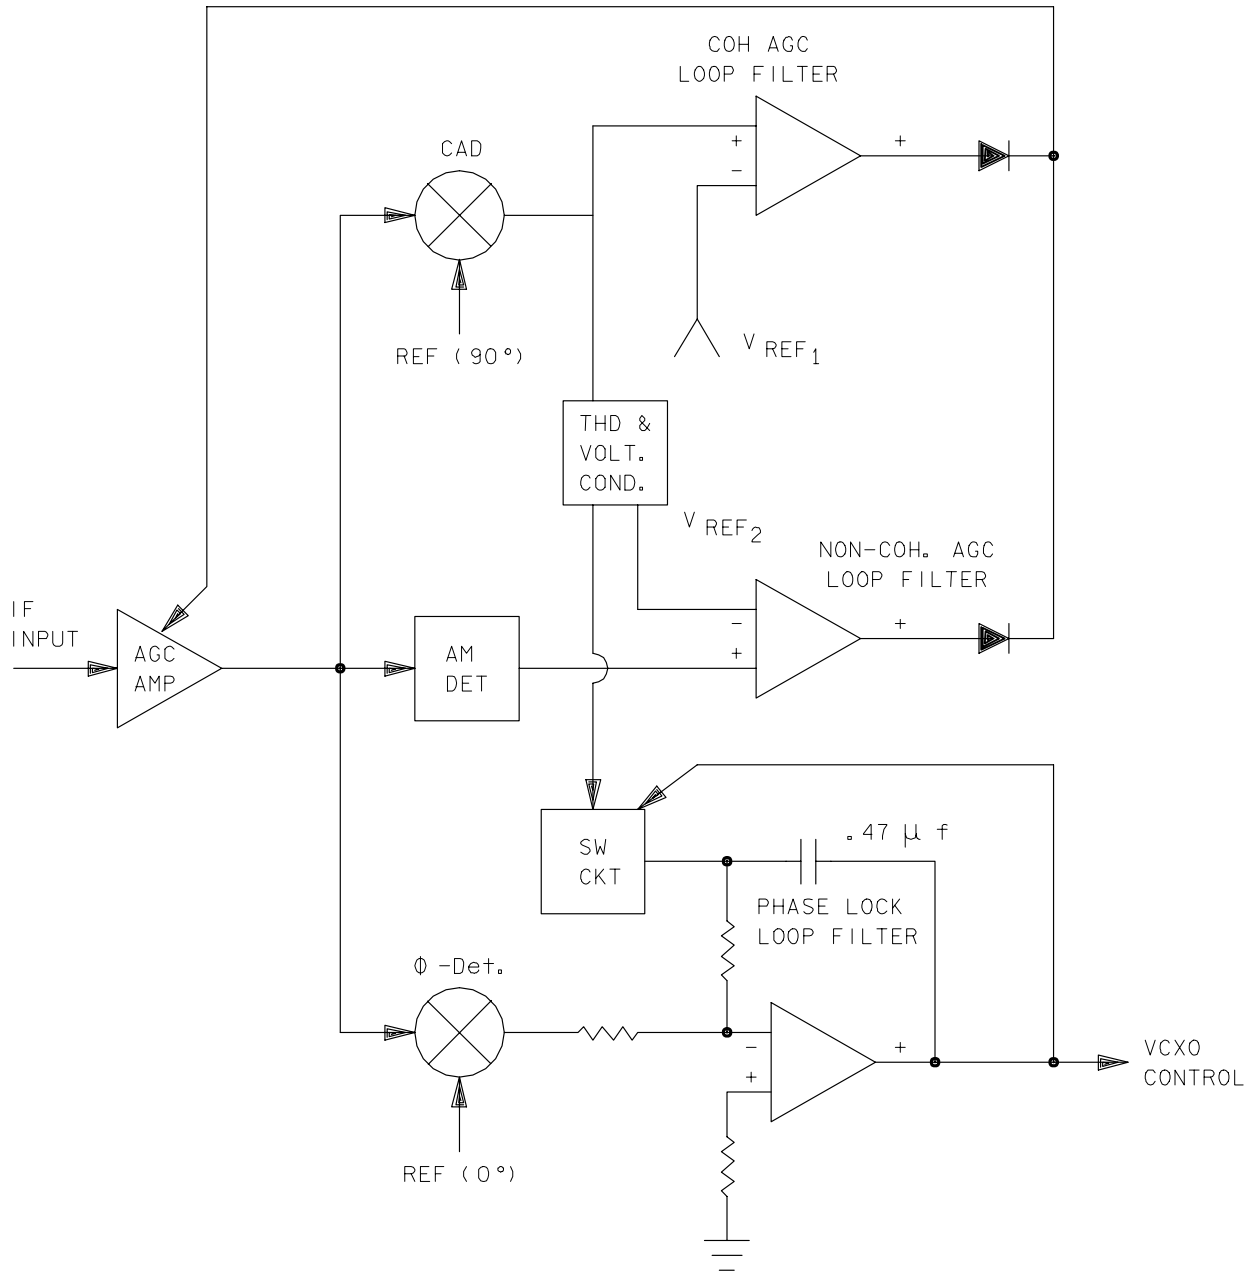 COH AGC
LOOP FILTER
CAD
+
+
−
REF (90°)
V REF1
THD &
VOLT.
COND.
V REF2
NON-COH. AGC
LOOP FILTER
IF
INPUT
AGC
AMP
AM
DET
−
+
+
SW
CKT
.47 μ f
PHASE LOCK
LOOP FILTER
Φ -Det.
−
+
+
VCXO
CONTROL
REF (0°)